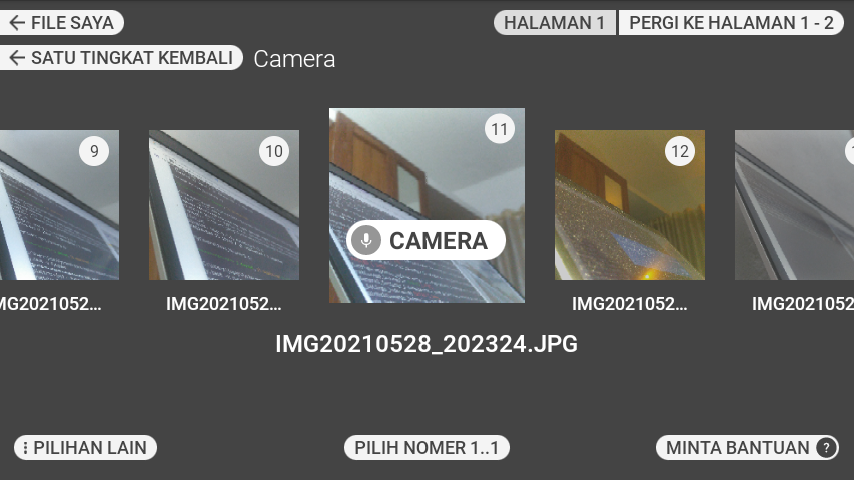 FILE SAYA
HALAMAN 1
PERGI KE HALAMAN 1 - 2
SATU TINGKAT KEMBALI
Camera
9
10
11
12
CAMERA
MG2021052...
IMG2021052...
IMG2021052...
IMG2021052
IMG20210528_202324.JPG
PILIHAN LAIN
PILIH NOMER 1..1
MINTA BANTUAN ?